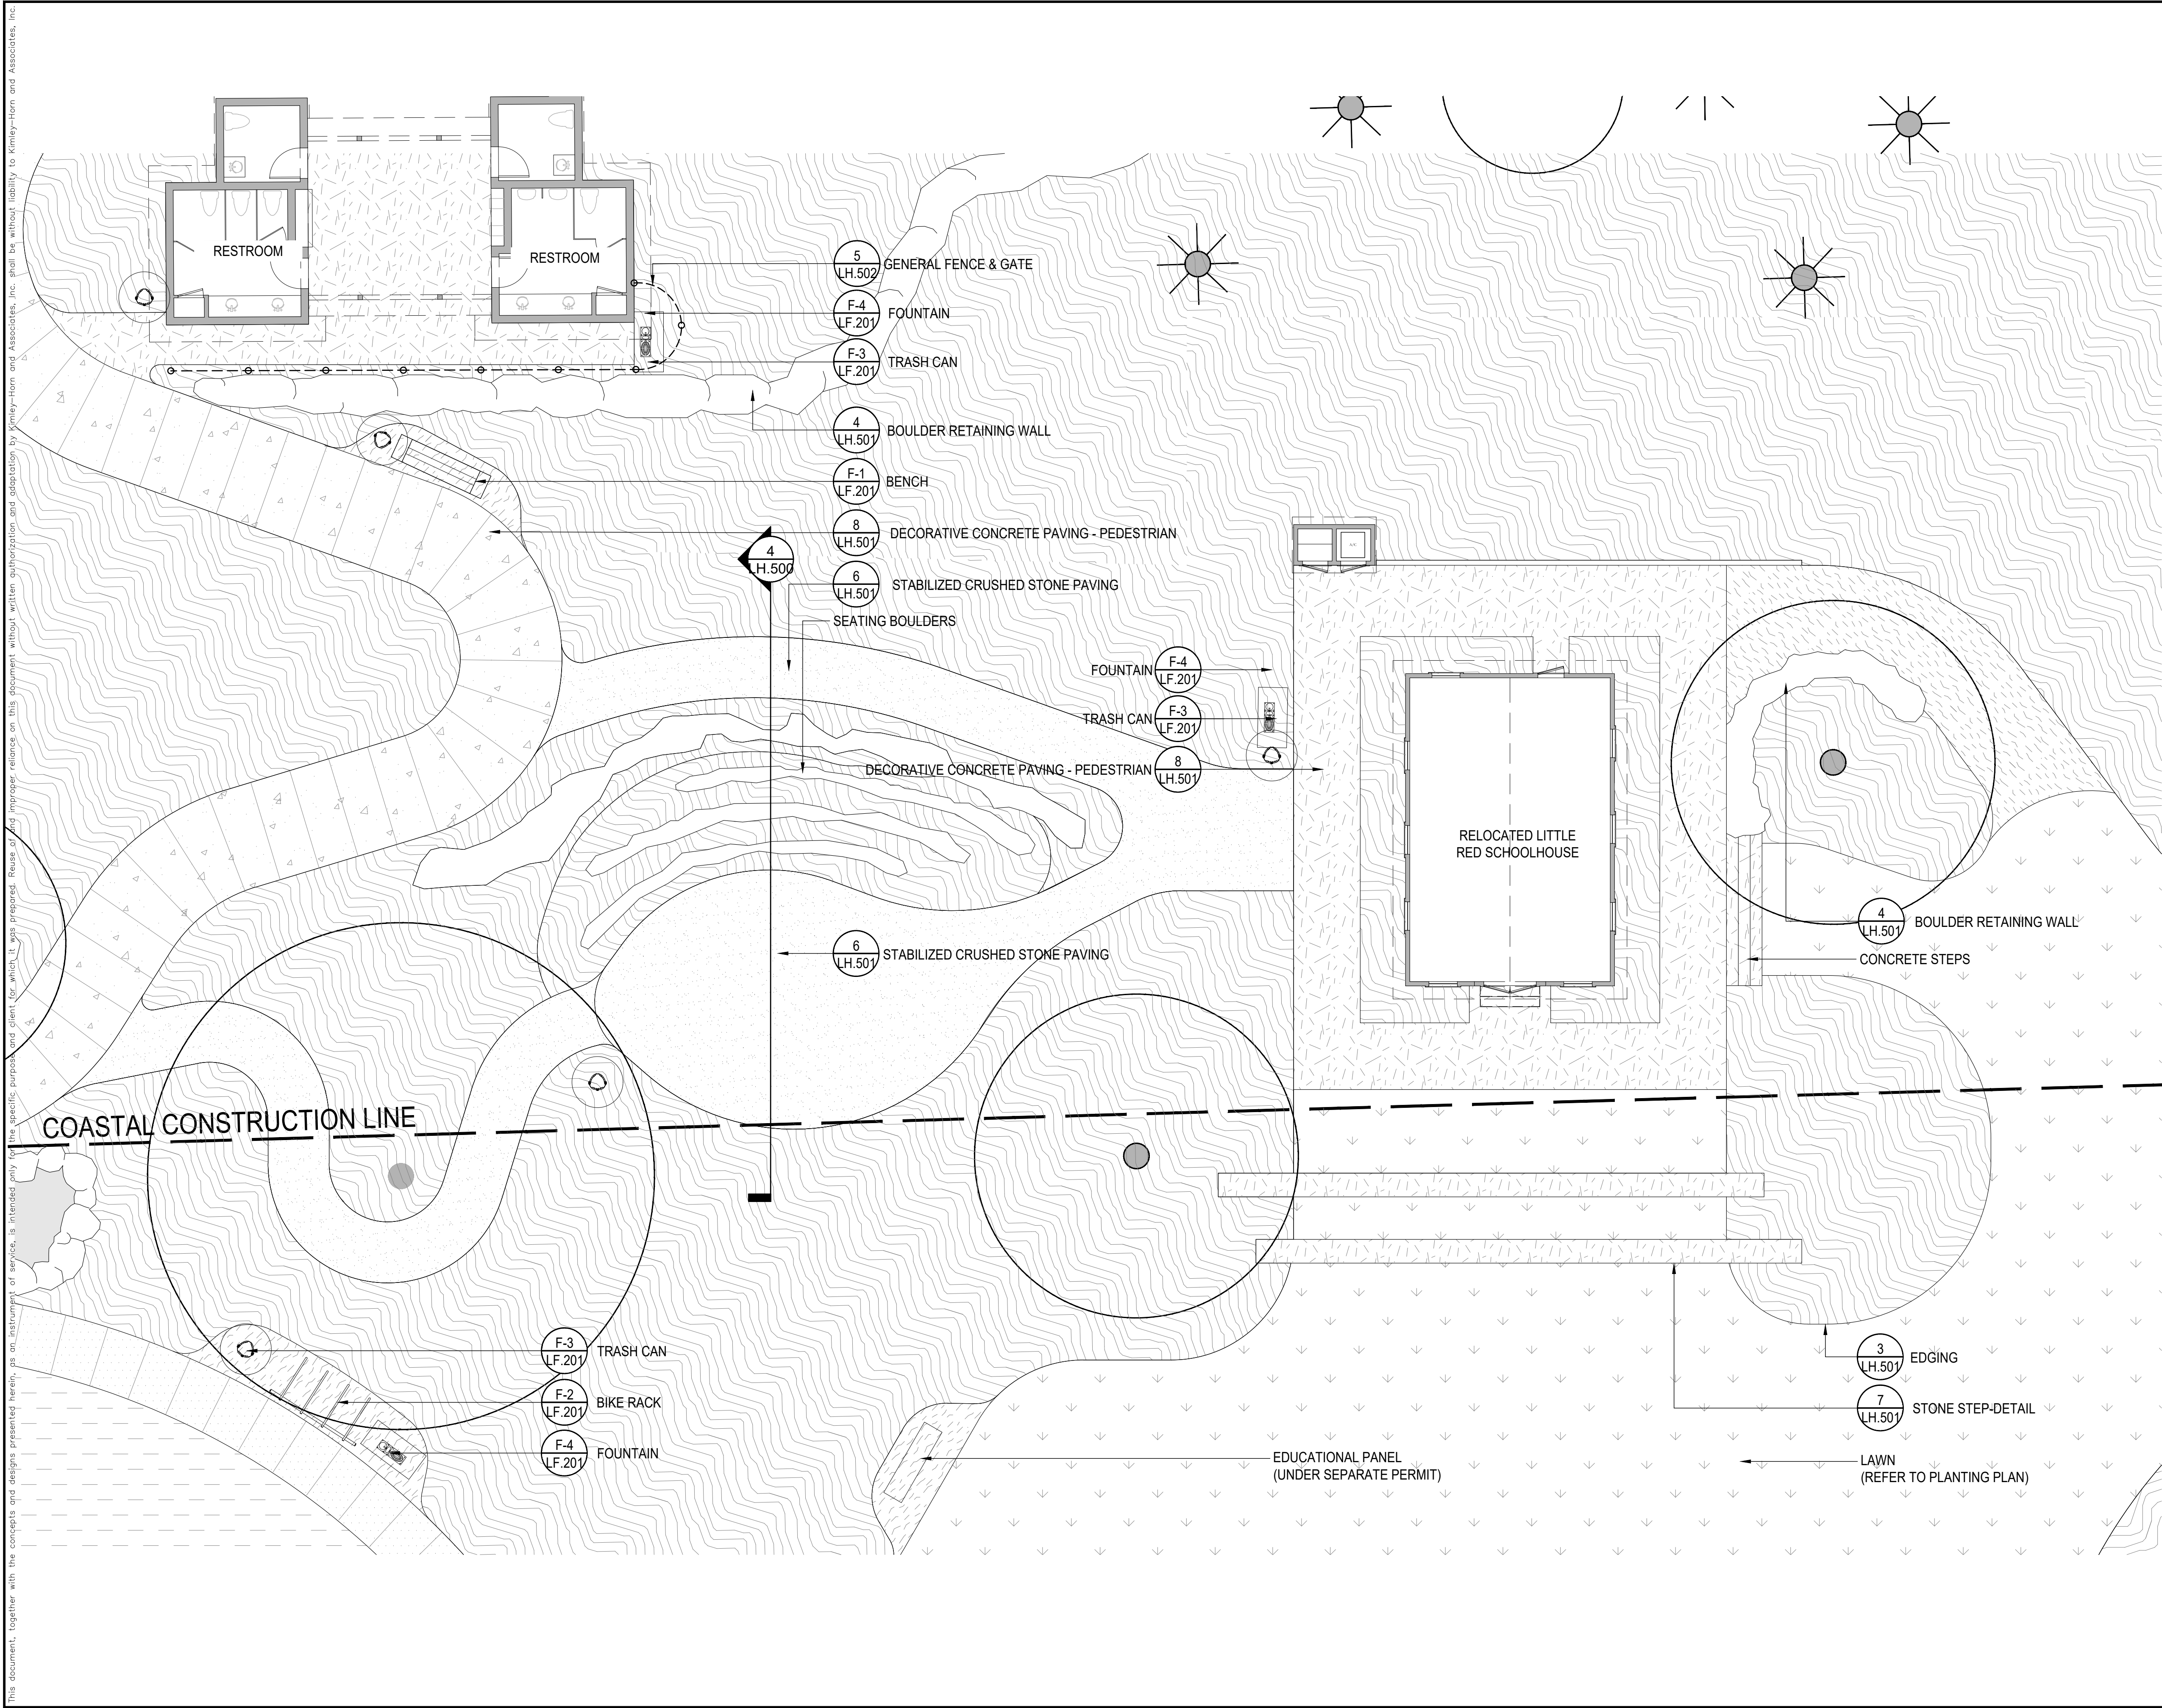 This document, together with the concepts and designs presented herein, as an instrument of service, is intended only for the specific purpose and client for which it was prepared. Reuse of and improper reliance on this document without written authorization and adaptation by Kimley-Horn and Associates, Inc. shall be without liability to Kimley-Horn and Associates, Inc.
RESTROOM
RESTROOM
5
LH.502
GENERAL FENCE & GATE
F-4
LF.201
FOUNTAIN
F-3
LF.201
TRASH CAN
4
LH.501
BOULDER RETAINING WALL
F-1
LF.201
BENCH
8
LH.501
DECORATIVE CONCRETE PAVING - PEDESTRIAN
4
LH.500
6
LH.501
STABILIZED CRUSHED STONE PAVING
SEATING BOULDERS
FOUNTAIN
F-4
LF.201
TRASH CAN
F-3
LF.201
DECORATIVE CONCRETE PAVING - PEDESTRIAN
8
LH.501
RELOCATED LITTLE
RED SCHOOLHOUSE
4
LH.501
BOULDER RETAINING WALL
CONCRETE STEPS
6
LH.501
STABILIZED CRUSHED STONE PAVING
COASTAL CONSTRUCTION LINE
F-3
LF.201
TRASH CAN
F-2
LF.201
BIKE RACK
F-4
LF.201
FOUNTAIN
3
LH.501
EDGING
7
LH.501
STONE STEP-DETAIL
EDUCATIONAL PANEL
(UNDER SEPARATE PERMIT)
LAWN
(REFER TO PLANTING PLAN)